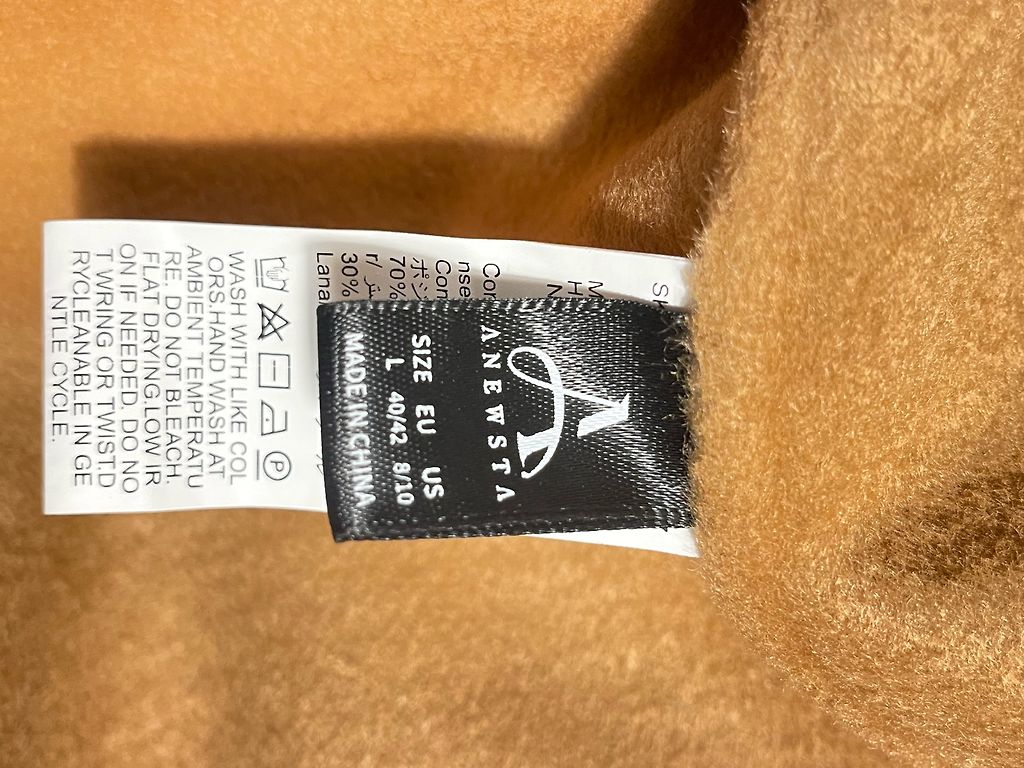 A
ANEWSTA
SIZE EU US
L 40/42 8/10
MADE IN CHINA
70%
30%
Lana
WASH WITH LIKE COL
ORS.HAND WASH AT
AMBIENT TEMPERATU
RE. DO NOT BLEACH.
FLAT DRYING.LOW IR
ON IF NEEDED. DO NO
T WRING OR TWIST.D
RYCLEANABLE IN GE
NTLE CYCLE.